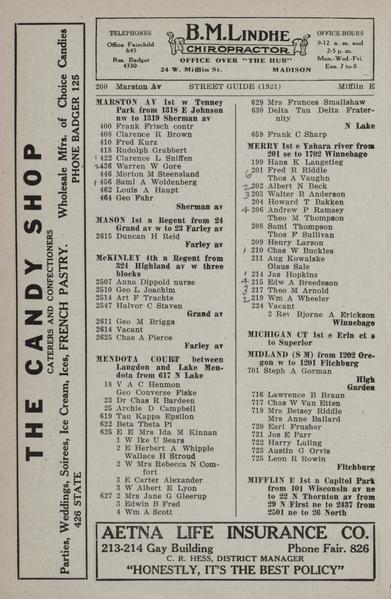 TELEPHONES
Office Fairchild
645
Res. Badger
4330
B.M. LINDHE
CHIROPRACTOR
OFFICE OVER "THE HUB"
24 W. Mifflin St. MADISON
OFFICE HOURS
9-12 a. m. and
2-5 p. m.
Mon.-Wed.-Fri.
Eve. 7 to 8
200 Marston Av STREET GUIDE (1921) Mifflin E
MARSTON AV 1st w Tenney
Park from 1318 E Johnson
nw to 1319 Sherman av
400 Frank Frisch contr
408 Clarence R Brown
410 Fred Kurz
418 Rudolph Grabbert
1 422 Clarence L Siffen
2 436 Warren V Gore
446 Morton M Steensland
1 456 Saml A Woldenberg
462 Louis A Haupt
464 Geo Fahr
Sherman av
MASON 1st n Regent from 24
Grand av w to 23 Farley av
2615 Duncan H Reid
Farley av
McKINLEY 4th n Regent from
324 Highland av w three
blocks
2507 Anna Dippold nurse
2510 Geo L Joachim
2514 Art F Trachte
2547 Halvor C Staven
Grand av
2611 Geo M Briggs
2614 Vacant
2625 Chas A Pierce
Farley av
MENDOTA COURT between
Langdon and Lake Mendota
from 617 N Lake
18 V A C Henmon
Geo Converse Fiske
23 Dr Chas R Bardeen
25 Archie D Campbell
619 Tau Kappa Epsilon
622 Beta Theta Pi
625 E E Mrs Ida M Kinnan
1 W Ike U Sears
2 E Herbert A Whipple
Wallace H Stroud
2 W Mrs Rebecca N Comfort
3 E Carter Alexander
3 W Albert E Lyon
627 2 Mrs Jane G Gleerup
3 Edwin B Fred
4 Wm A Scott
629 Mrs Frances Smallshaw
630 Delta Tau Delta Fraternity
N Lake
659 Frank C Sharp
MERRY 1st e Yahara river from
201 se to 1702 Winnebago
199 Hans K Langetieg
6 201 Fred R Riddle
Thos A Vaughn
2 202 Albert N Beck
3 203 Walter B Anderson
204 Howard T Bakken
4 206 Andrew P Ramsey
Theo M Thompson
208 Saml Thompson
Thos F Sullivan
209 Henry Larson
1 210 Chas W Buckles
211 Aug Kowalske
Olaus Sale
1 214 Jas Hopkins
4 215 Edw A Breedeson
3 217 Theo M Arnold
2 219 Wm A Wheeler
224 Vacant
2 Rev Bjorne A Erickson
Winnebago
MICHIGAN CT 1st e Erin ct s
to Superior
MIDLAND (S M) from 1202 Oregon
w to 1201 Fitchburg
701 Steph A Gorman
High
Garden
716 Lawrence B Braun
717 Chas W Van Etten
719 Mrs Betsey Riddle
Mrs Anne Ballard
720 Earl Frusher
721 Jos E Parr
722 Harry Luling
723 Austin G Orvis
725 Leon R Rowin
Fitchburg
MIFFLIN E 1st n Capitol Park
from 101 Wisconsin av ne
to 22 N Thornton av from
29 N First ne to 2437 from
2501 ne to 26 North
THE CANDY SHOP
CATERERS AND CONFECTIONERS Wholesale Mfrs. of Choice Candies
Parties, Weddings, Soirees, Ice Cream, Ices, FRENCH PASTRY.
426 STATE PHONE BADGER 125
AETNA LIFE INSURANCE CO.
213-214 Gay Building Phone Fair. 826
C. R. HESS, DISTRICT MANAGER
"HONESTLY, IT'S THE BEST POLICY"